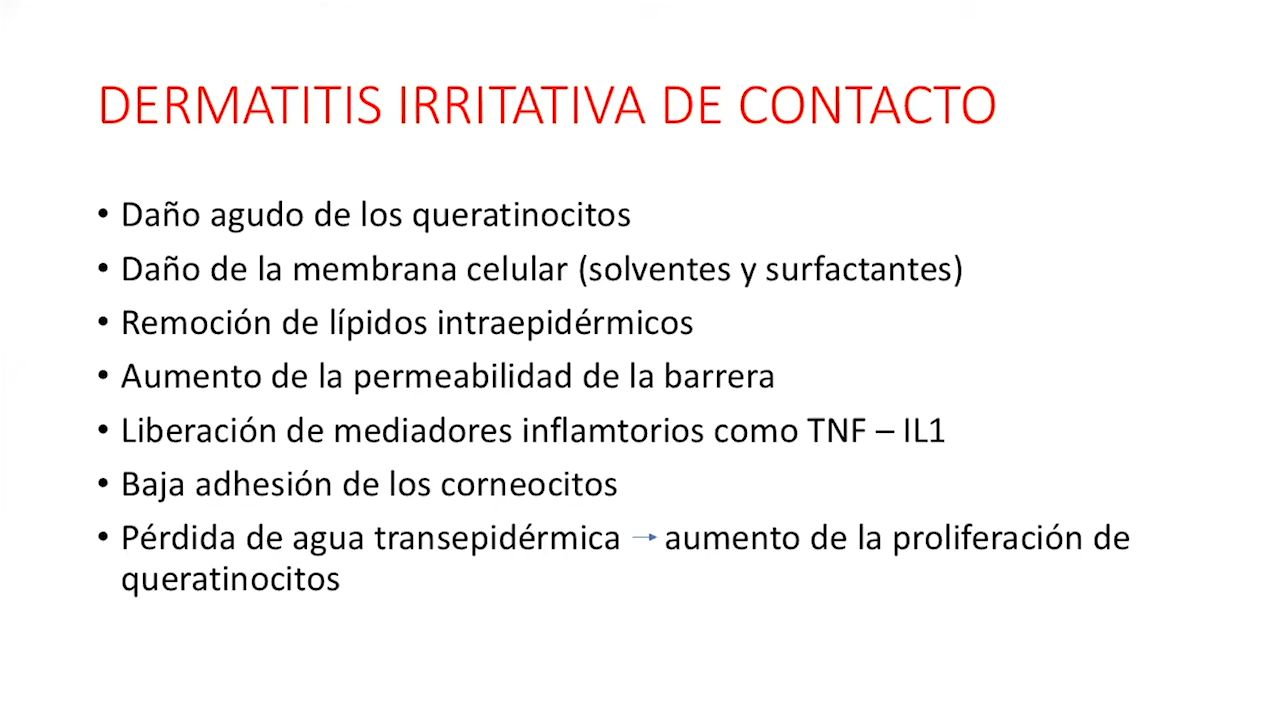 DERMATITIS IRRITATIVA DE CONTACTO
• Daño agudo de los queratinocitos
• Daño de la membrana celular (solventes y surfactantes)
• Remoción de lípidos intraepidérmicos
• Aumento de la permeabilidad de la barrera
• Liberación de mediadores inflamtorios como TNF – IL1
• Baja adhesión de los corneocitos
• Pérdida de agua transepidérmica → aumento de la proliferación de
queratinocitos